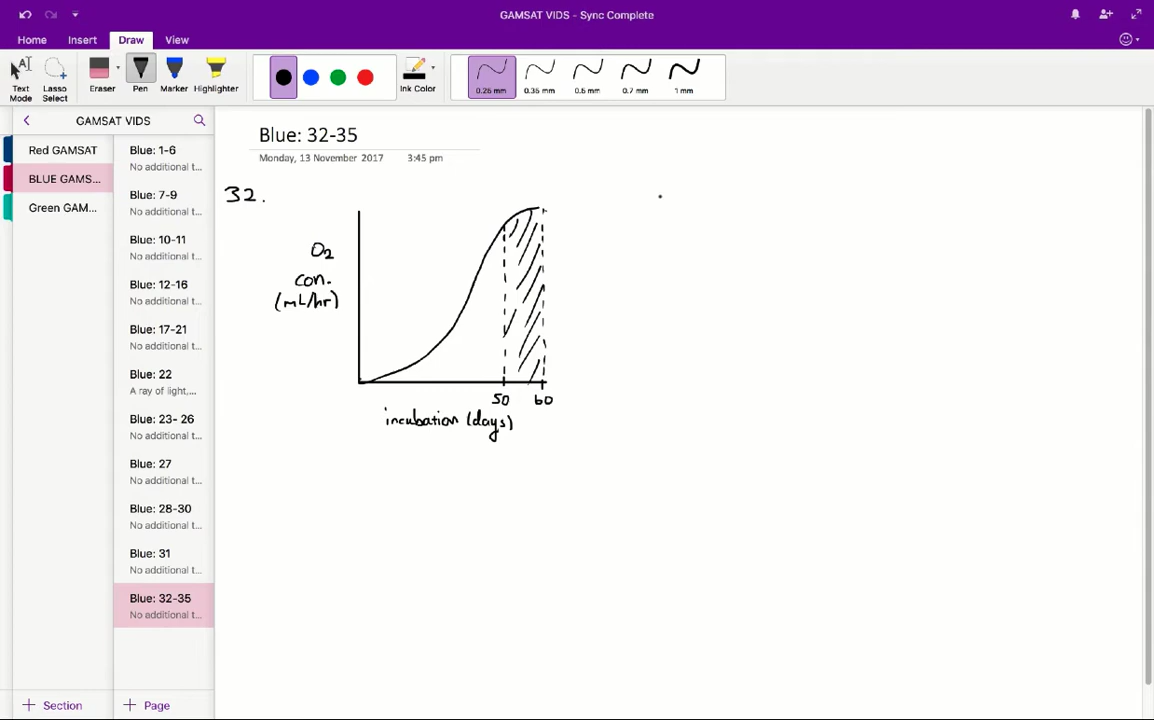 GAMSAT VIDS - Sync Complete
Home Insert Draw View
Text Mode
Lasso Select
Eraser
Pen
Marker
Highlighter
Ink Color
0.25 mm
0.35 mm
0.5 mm
0.7 mm
1 mm
GAMSAT VIDS
Red GAMSAT
BLUE GAMS...
Green GAM...
Blue: 1-6
No additional t...
Blue: 7-9
No additional t...
Blue: 10-11
No additional t...
Blue: 12-16
No additional t...
Blue: 17-21
No additional t...
Blue: 22
A ray of light,...
Blue: 23- 26
No additional t...
Blue: 27
No additional t...
Blue: 28-30
No additional t...
Blue: 31
No additional t...
Blue: 32-35
No additional t...
+ Section
+ Page
Blue: 32-35
Monday, 13 November 2017 3:45 pm
32.
O₂
con.
(mL/hr)
50 60
incubation (days)